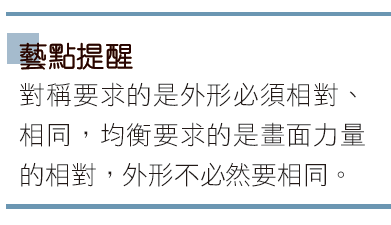 藝點提醒
對稱要求的是外形必須相對、
相同，均衡要求的是畫面力量
的相對，外形不必然要相同。